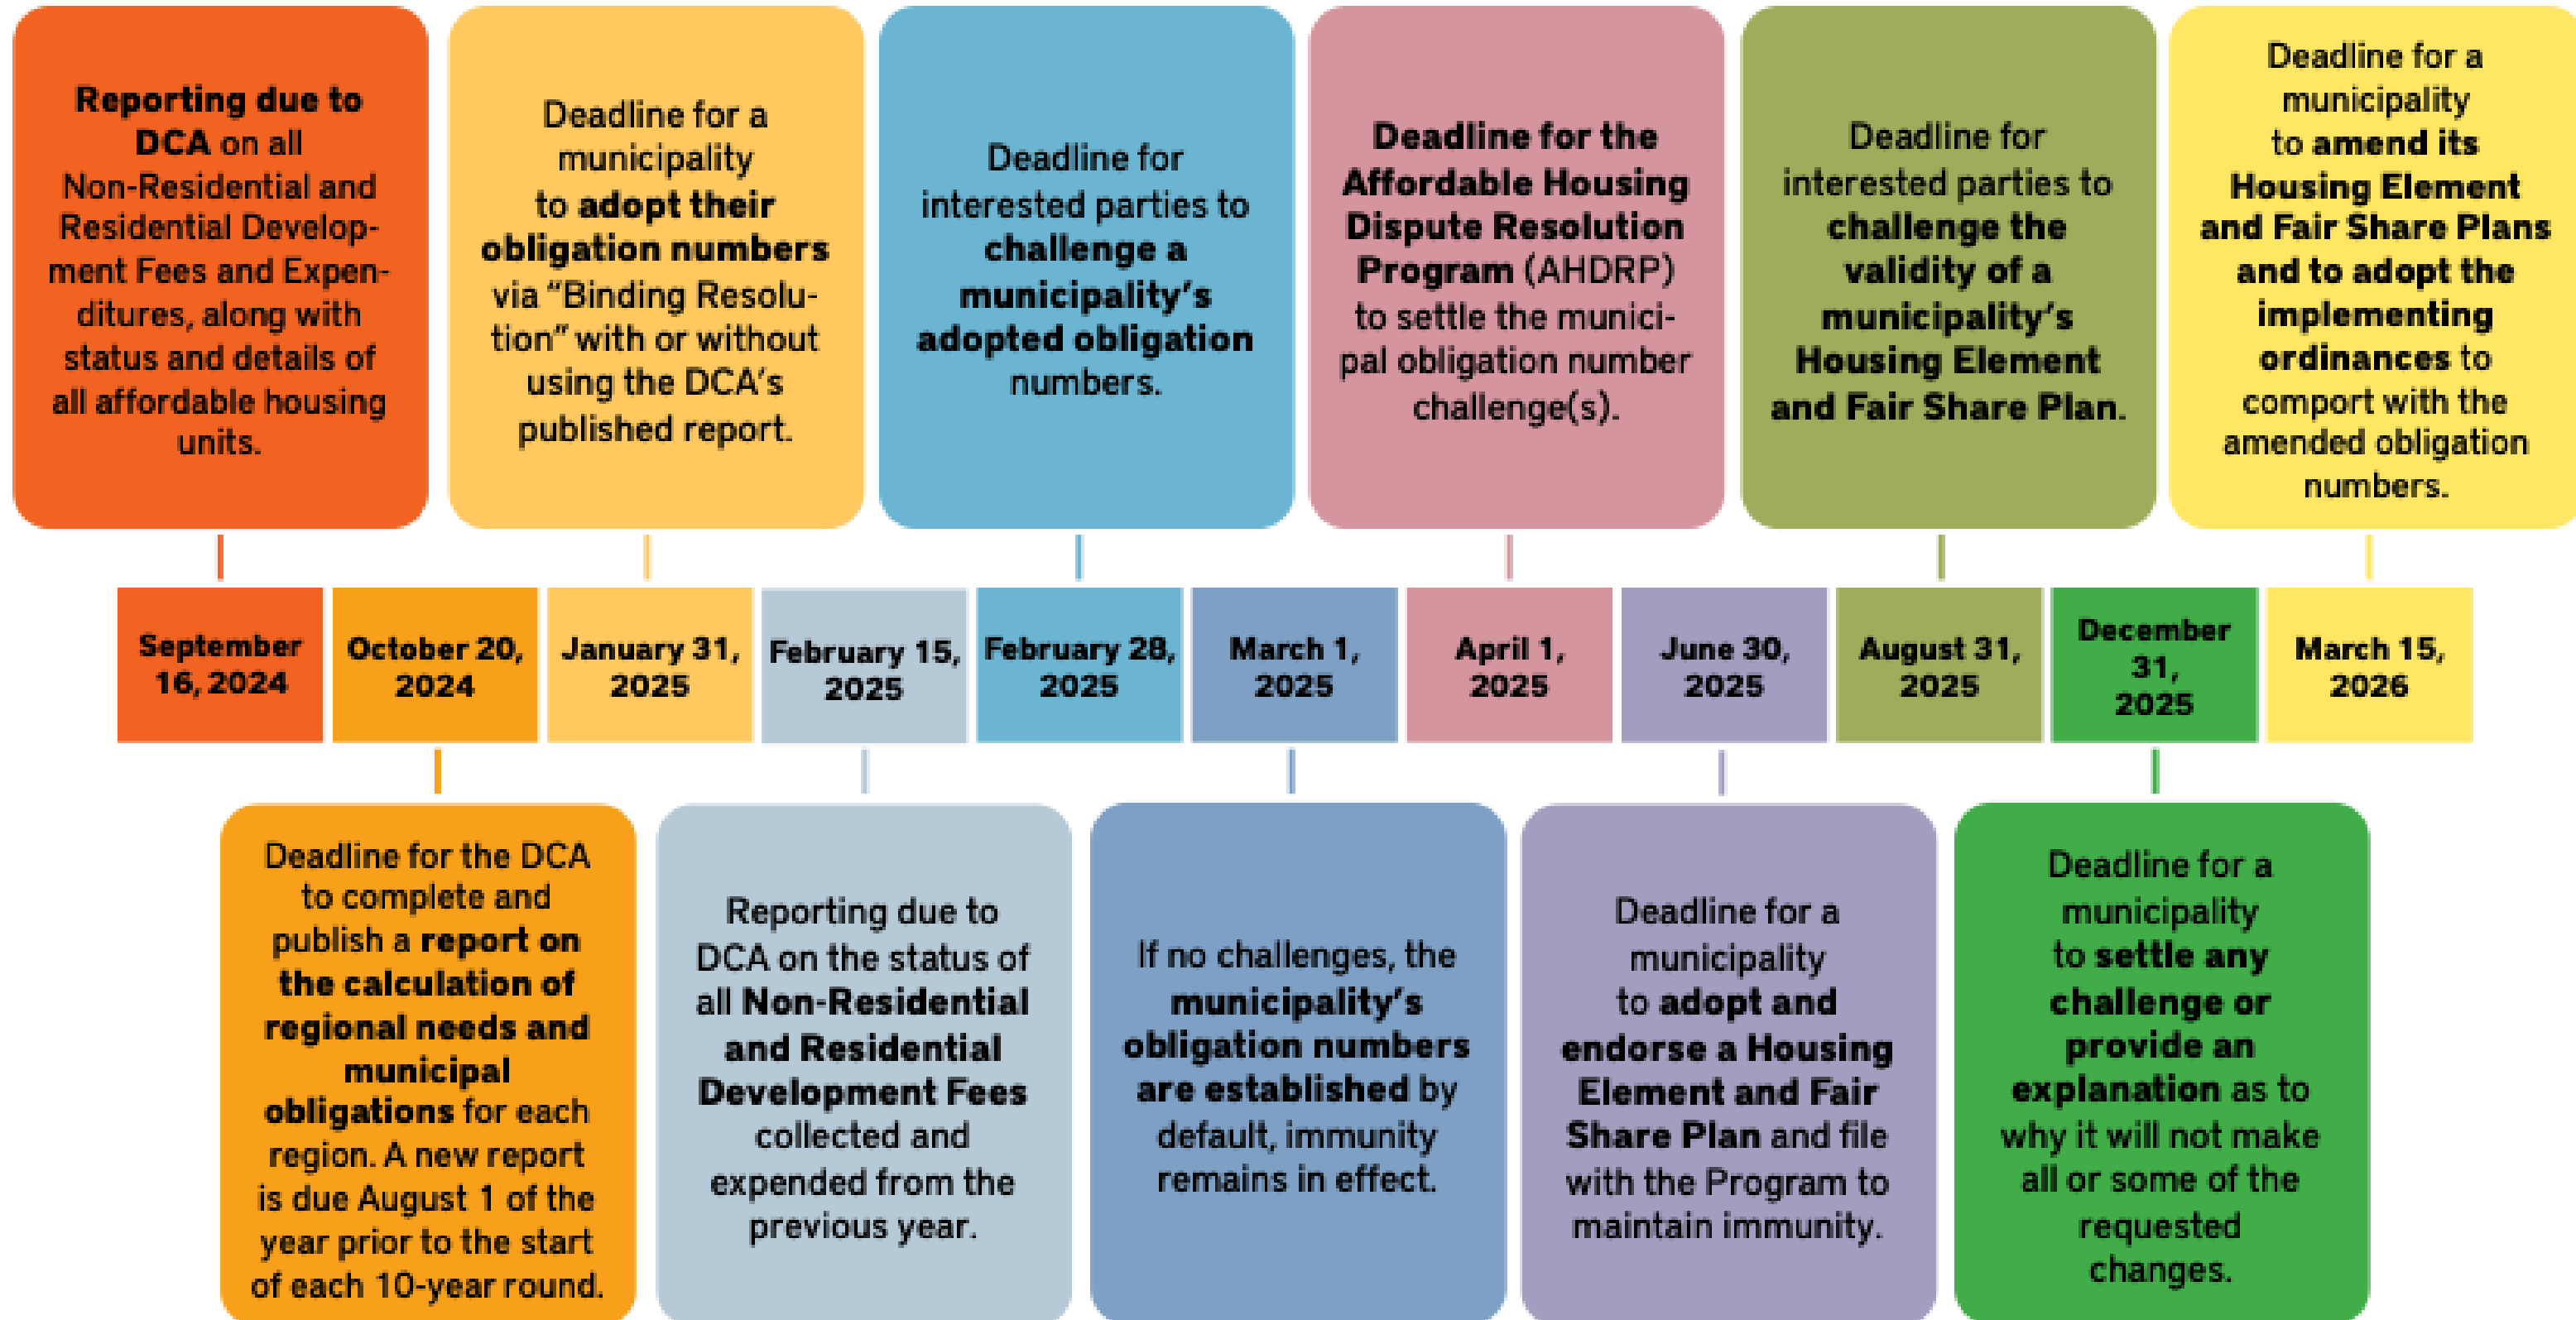 Reporting due to
DCA on all
Non-Residential and
Residential Develop-
ment Fees and Expen-
ditures, along with
status and details of
all affordable housing
units.
Deadline for a
municipality
to adopt their
obligation numbers
via “Binding Resolu-
tion” with or without
using the DCA’s
published report.
Deadline for
interested parties to
challenge a
municipality’s
adopted obligation
numbers.
Deadline for the
Affordable Housing
Dispute Resolution
Program (AHDRP)
to settle the munici-
pal obligation number
challenge(s).
Deadline for
interested parties to
challenge the
validity of a
municipality’s
Housing Element
and Fair Share Plan.
Deadline for a
municipality
to amend its
Housing Element
and Fair Share Plans
and to adopt the
implementing
ordinances to
comport with the
amended obligation
numbers.
September
16, 2024
October 20,
2024
January 31,
2025
February 15,
2025
February 28,
2025
March 1,
2025
April 1,
2025
June 30,
2025
August 31,
2025
December
31,
2025
March 15,
2026
Deadline for the DCA
to complete and
publish a report on
the calculation of
regional needs and
municipal
obligations for each
region. A new report
is due August 1 of the
year prior to the start
of each 10-year round.
Reporting due to
DCA on the status of
all Non-Residential
and Residential
Development Fees
collected and
expended from the
previous year.
If no challenges, the
municipality’s
obligation numbers
are established by
default, immunity
remains in effect.
Deadline for a
municipality
to adopt and
endorse a Housing
Element and Fair
Share Plan and file
with the Program to
maintain immunity.
Deadline for a
municipality
to settle any
challenge or
provide an
explanation as to
why it will not make
all or some of the
requested
changes.